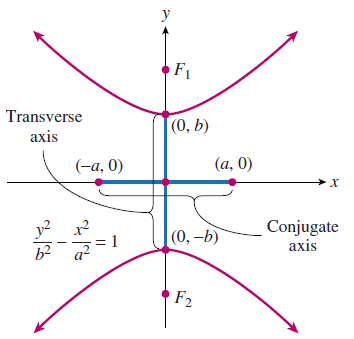 y
F₁
Transverse
axis
(0, b)
(−a, 0)
(a, 0)
x
y²/b² − x²/a² = 1
(0, −b)
Conjugate
axis
F₂